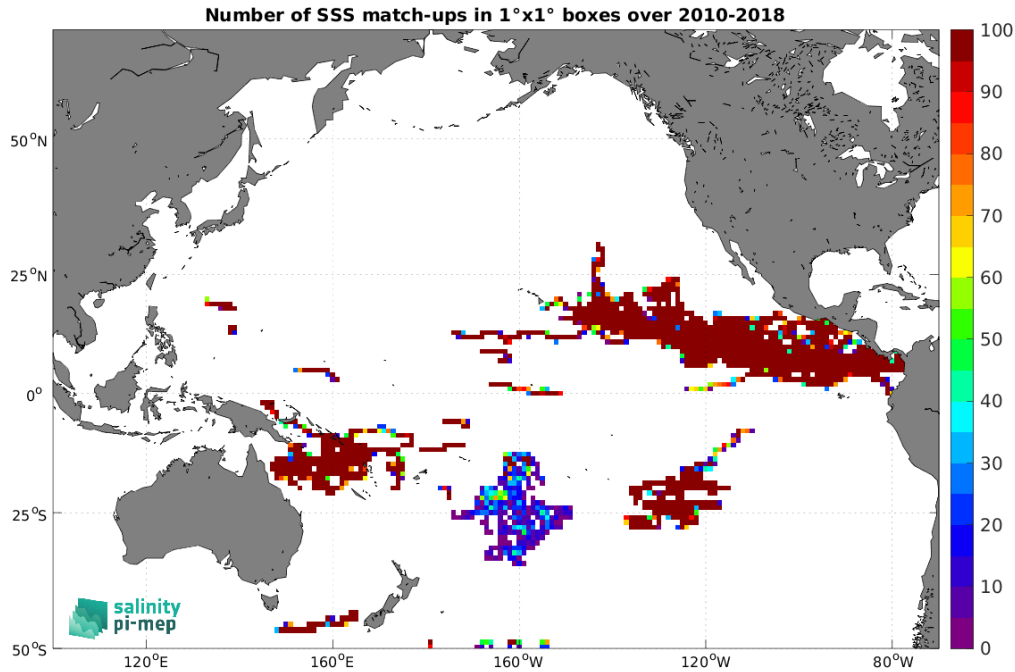 Number of SSS match-ups in 1°x1° boxes over 2010-2018
100
90
80
70
60
50
40
30
20
10
0
50°N
25°N
0°
25°S
50°S
120°E
160°E
160°W
120°W
80°W
salinity
pi-mep